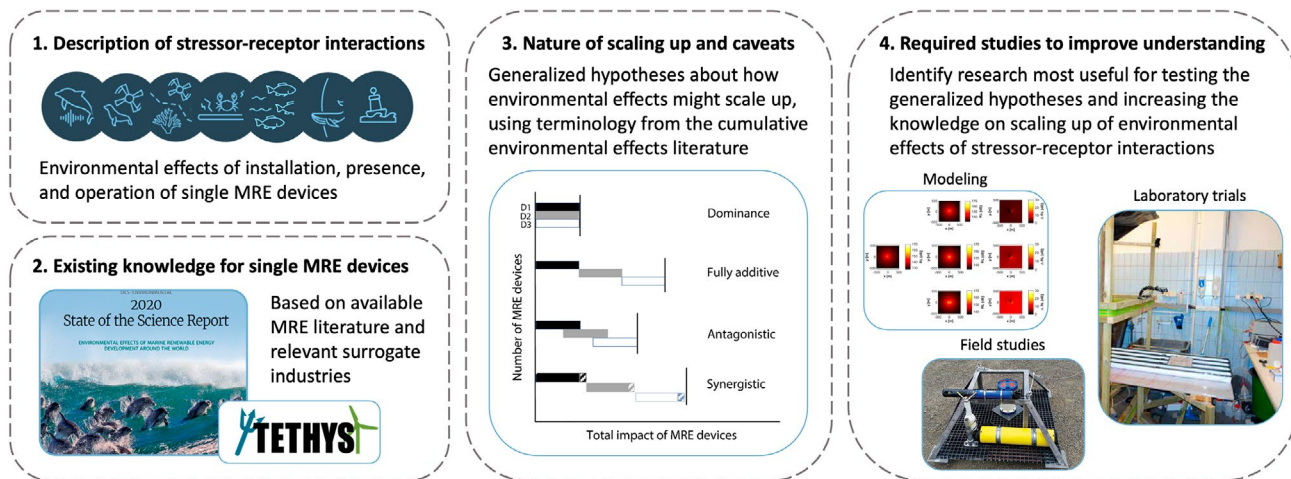 1. Description of stressor-receptor interactions
Environmental effects of installation, presence,
and operation of single MRE devices
2. Existing knowledge for single MRE devices
2020
State of the Science Report
ENVIRONMENTAL EFFECTS OF MARINE RENEWABLE ENERGY
DEVELOPMENT AROUND THE WORLD
TETHYS
Based on available
MRE literature and
relevant surrogate
industries
3. Nature of scaling up and caveats
Generalized hypotheses about how
environmental effects might scale up,
using terminology from the cumulative
environmental effects literature
Number of MRE devices
D1
D2
D3
Dominance
Fully additive
Antagonistic
Synergistic
Total impact of MRE devices
4. Required studies to improve understanding
Identify research most useful for testing the
generalized hypotheses and increasing the
knowledge on scaling up of environmental
effects of stressor-receptor interactions
Modeling
Laboratory trials
Field studies